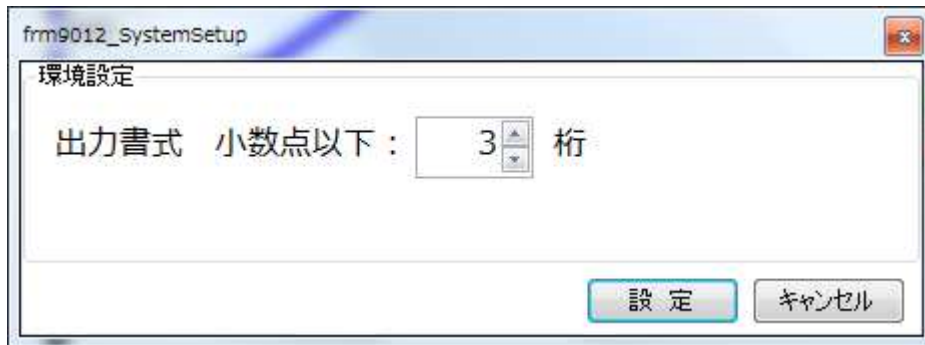 frm9012_SystemSetup
環境設定
出力書式 小数点以下: 3 桁
設 定 キャンセル